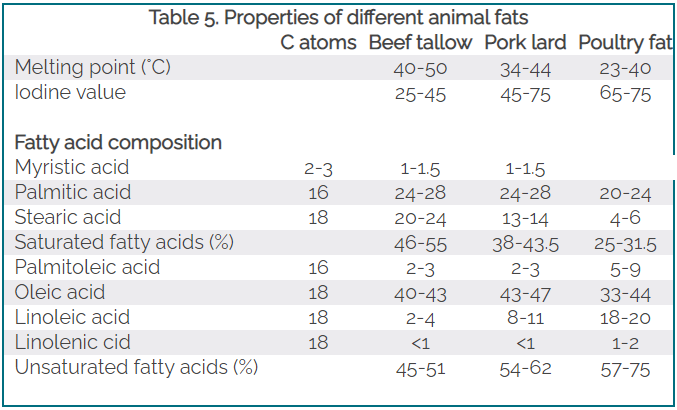 Table 5. Properties of different animal fats
C atoms Beef tallow Pork lard Poultry fat
Melting point (°C) 40-50 34-44 23-40
Iodine value 25-45 45-75 65-75
Fatty acid composition
Myristic acid 2-3 1-1.5 1-1.5
Palmitic acid 16 24-28 24-28 20-24
Stearic acid 18 20-24 13-14 4-6
Saturated fatty acids (%) 46-55 38-43.5 25-31.5
Palmitoleic acid 16 2-3 2-3 5-9
Oleic acid 18 40-43 43-47 33-44
Linoleic acid 18 2-4 8-11 18-20
Linolenic cid 18 <1 <1 1-2
Unsaturated fatty acids (%) 45-51 54-62 57-75